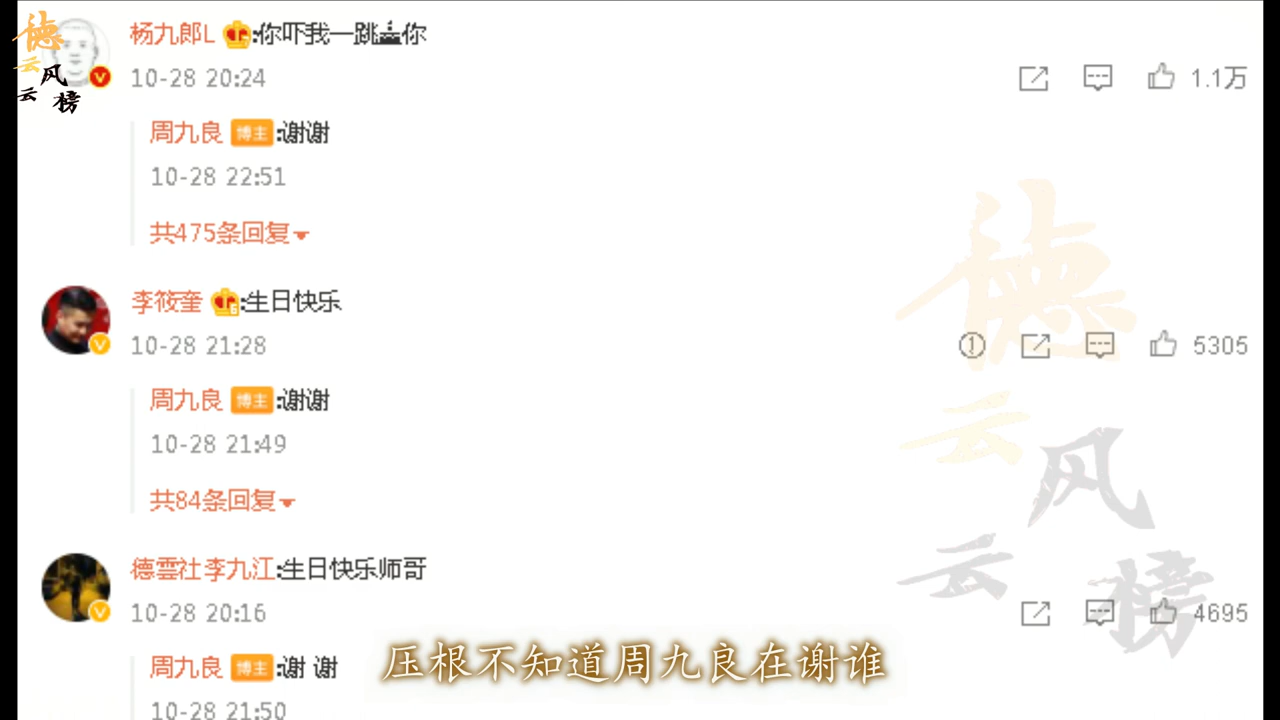 杨九郎L :你吓我一跳盖你
10-28 20:24
1.1万
周九良 博主 :谢谢
10-28 22:51
共475条回复
李筱奎 :生日快乐
10-28 21:28
5305
周九良 博主 :谢谢
10-28 21:49
共84条回复
德雲社李九江:生日快乐师哥
10-28 20:16
4695
周九良 博主 :谢 谢
10-28 21:50
压根不知道周九良在谢谁
德云风云榜
德云风云榜